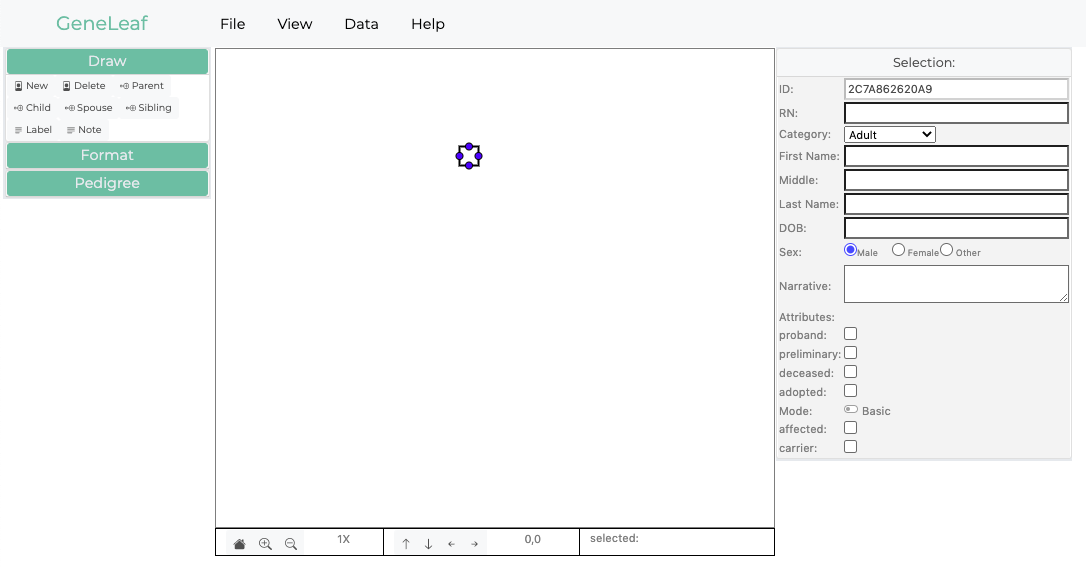 GeneLeaf File View Data Help
Draw
New Delete Parent
Child Spouse Sibling
Label Note
Format
Pedigree
Selection:
ID: 2C7A862620A9
RN:
Category: Adult
First Name:
Middle:
Last Name:
DOB:
Sex: Male Female Other
Narrative:
Attributes:
proband:
preliminary:
deceased:
adopted:
Mode: Basic
affected:
carrier:
1X 0,0 selected: